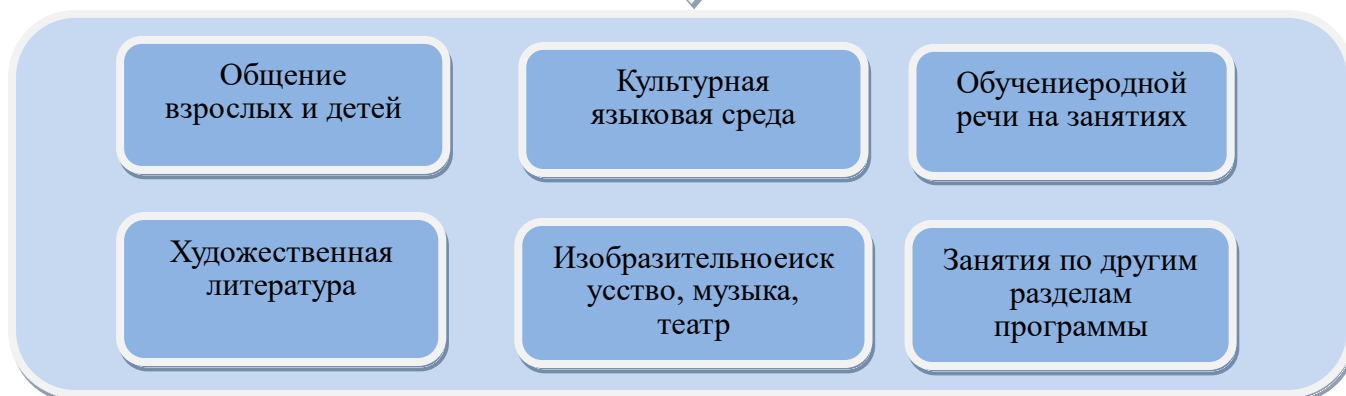 Общение
взрослых и детей
Культурная
языковая среда
Обучениеродной
речи на занятиях
Художественная
литература
Изобразительноеиск
усство, музыка,
театр
Занятия по другим
разделам
программы